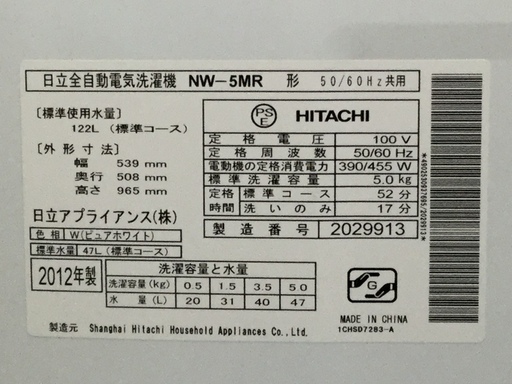 日立全自動電気洗濯機 NW-5MR 形 50/60Hz共用
〔標準使用水量〕
122L (標準コース)
〔外形寸法〕
幅 539 mm
奥行 508 mm
高さ 965 mm
日立アプライアンス(株)
色相 W(ピュアホワイト)
標準水量 47L(標準コース)
PSE HITACHI
定格電圧 100 V
定格周波数 50/60 Hz
電動機の定格消費電力 390/455 W
標準洗濯容量 5.0kg
定格時間 標準コース 52分
洗いのみ 17分
製造番号 2029913
2012年製
洗濯容量と水量
洗濯容量(kg) 0.5 1.5 3.5 5.0
水量(L) 20 31 40 47
G
MADE IN CHINA
1CHSD7283-A
製造元 Shanghai Hitachi Household Appliances Co.,Ltd.